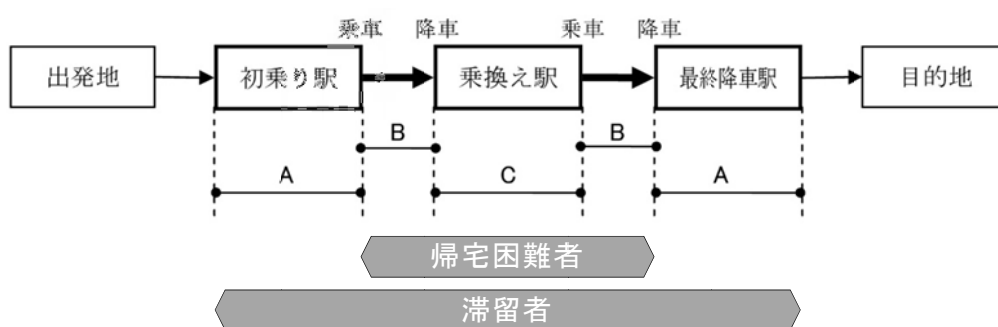 乗車 降車 乗車 降車
出発地 初乗り駅 乗換え駅 最終降車駅 目的地
B B
A C A
帰宅困難者
滞留者